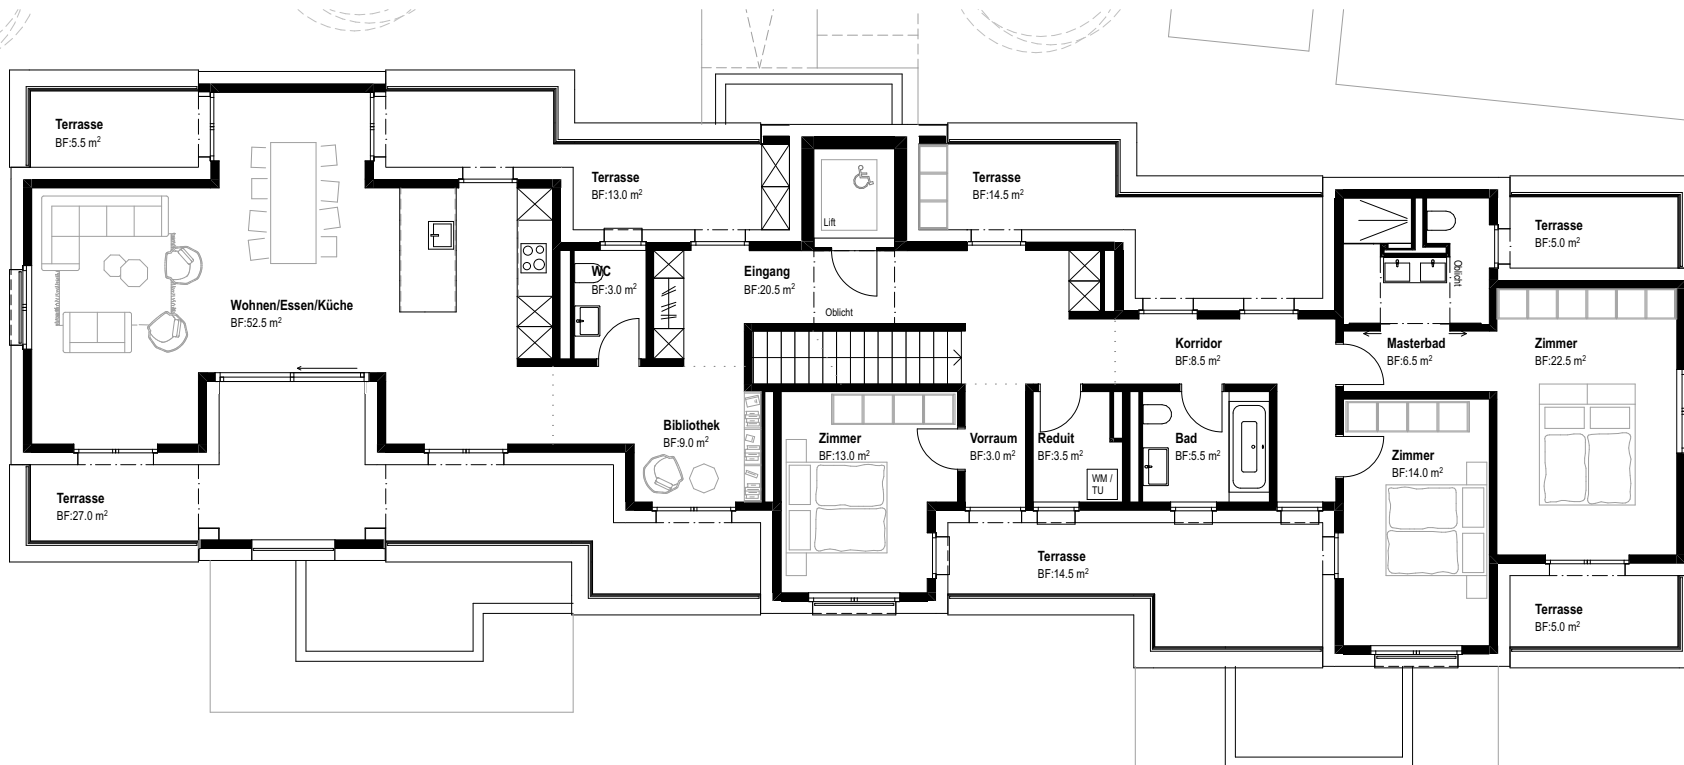 Terrasse
BF:5.5 m²
Terrasse
BF:13.0 m²
Lift
Terrasse
BF:14.5 m²
Terrasse
BF:5.0 m²
Wohnen/Essen/Küche
BF:52.5 m²
WC
BF:3.0 m²
Eingang
BF:20.5 m²
Oblicht
Oblicht
Korridor
BF:8.5 m²
Masterbad
BF:6.5 m²
Zimmer
BF:22.5 m²
Bibliothek
BF:9.0 m²
Zimmer
BF:13.0 m²
Vorraum
BF:3.0 m²
Reduit
BF:3.5 m²
WM /
TU
Bad
BF:5.5 m²
Zimmer
BF:14.0 m²
Terrasse
BF:27.0 m²
Terrasse
BF:14.5 m²
Terrasse
BF:5.0 m²